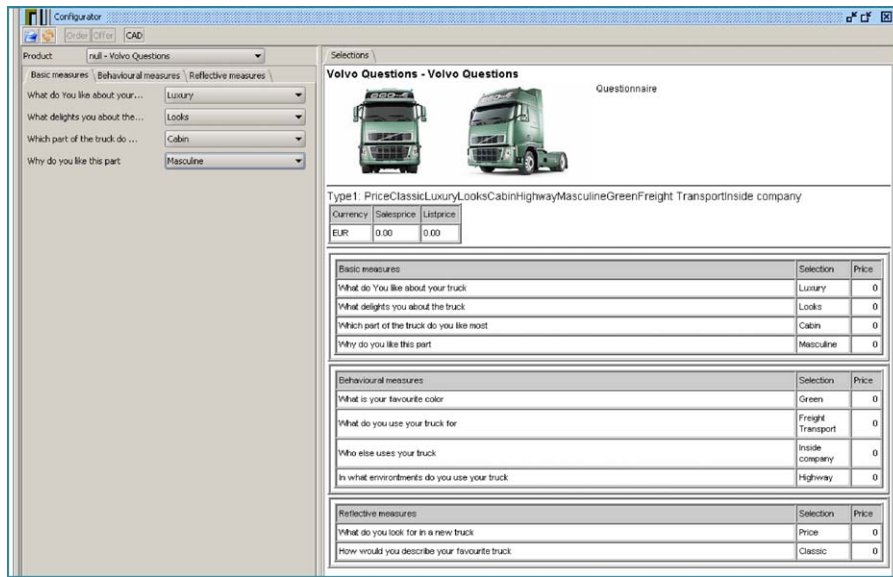 Configurator
Order Offer CAD
Product null - Volvo Questions
Basic measures Behavioural measures Reflective measures
What do You like about your... Luxury
What delights you about the... Looks
Which part of the truck do ... Cabin
Why do you like this part Masculine
Selections
Volvo Questions - Volvo Questions
Questionnaire
Type1: PriceClassicLuxuryLooksCabinHighwayMasculineGreenFreight TransportInside company
Currency Salesprice Listprice
EUR 0.00 0.00
Basic measures Selection Price
What do You like about your truck Luxury 0
What delights you about the truck Looks 0
Which part of the truck do you like most Cabin 0
Why do you like this part Masculine 0
Behavioural measures Selection Price
What is your favourite color Green 0
What do you use your truck for Freight Transport 0
Who else uses your truck Inside company 0
In what environtments do you use your truck Highway 0
Reflective measures Selection Price
What do you look for in a new truck Price 0
How would you describe your favourite truck Classic 0